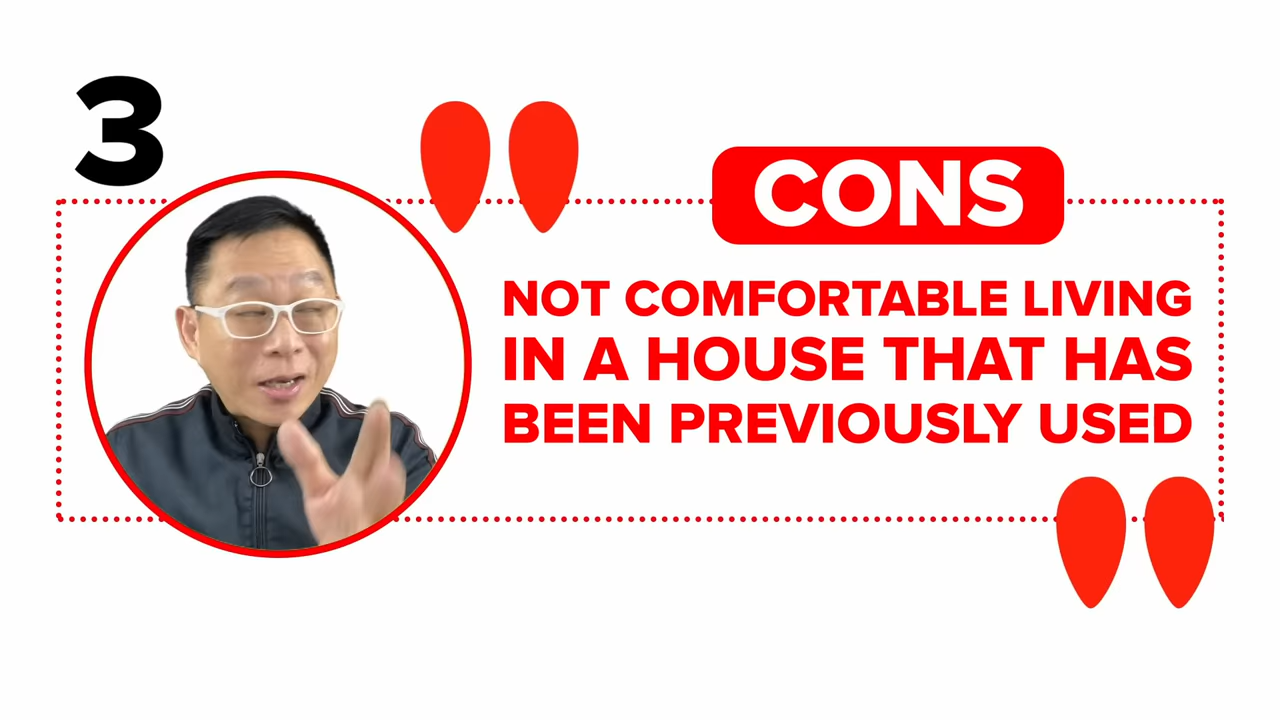 3
CONS
NOT COMFORTABLE LIVING
IN A HOUSE THAT HAS
BEEN PREVIOUSLY USED